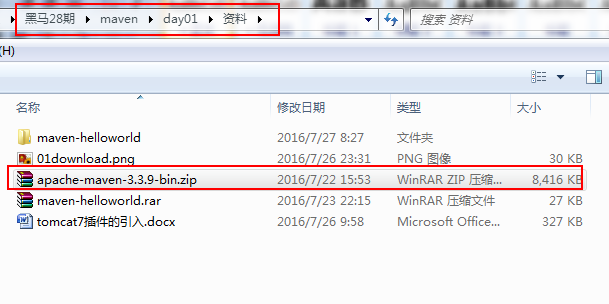 黑马28期 maven day01 资料 搜索 资料
(H)
名称 修改日期 类型 大小
maven-helloworld 2016/7/27 8:27 文件夹
01download.png 2016/7/26 23:31 PNG 图像 30 KB
apache-maven-3.3.9-bin.zip 2016/7/22 15:53 WinRAR ZIP 压缩... 8,416 KB
maven-helloworld.rar 2016/7/23 22:15 WinRAR 压缩文件 27 KB
tomcat7插件的引入.docx 2016/7/26 9:58 Microsoft Office... 327 KB